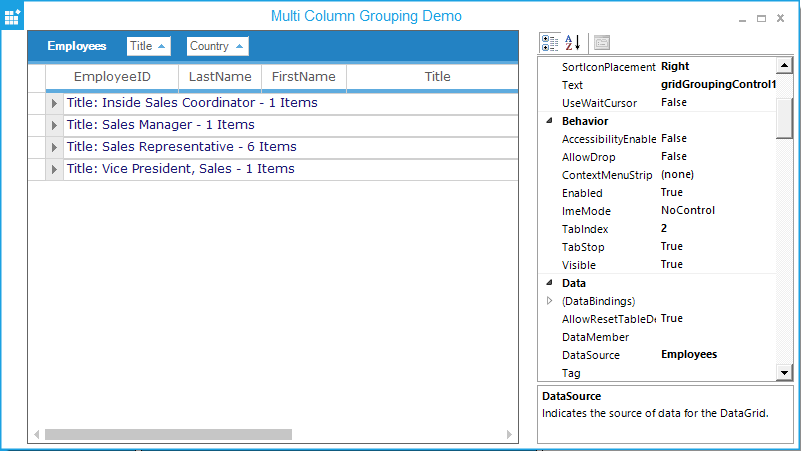 Multi Column Grouping Demo
Employees Title Country
EmployeeID LastName FirstName Title
Title: Inside Sales Coordinator - 1 Items
Title: Sales Manager - 1 Items
Title: Sales Representative - 6 Items
Title: Vice President, Sales - 1 Items
A Z
SortIconPlacement Right
Text gridGroupingControl1
UseWaitCursor False
Behavior
AccessibilityEnable False
AllowDrop False
ContextMenuStrip (none)
Enabled True
ImeMode NoControl
TabIndex 2
TabStop True
Visible True
Data
(DataBindings)
AllowResetTableDe True
DataMember
DataSource Employees
Tag
DataSource
Indicates the source of data for the DataGrid.